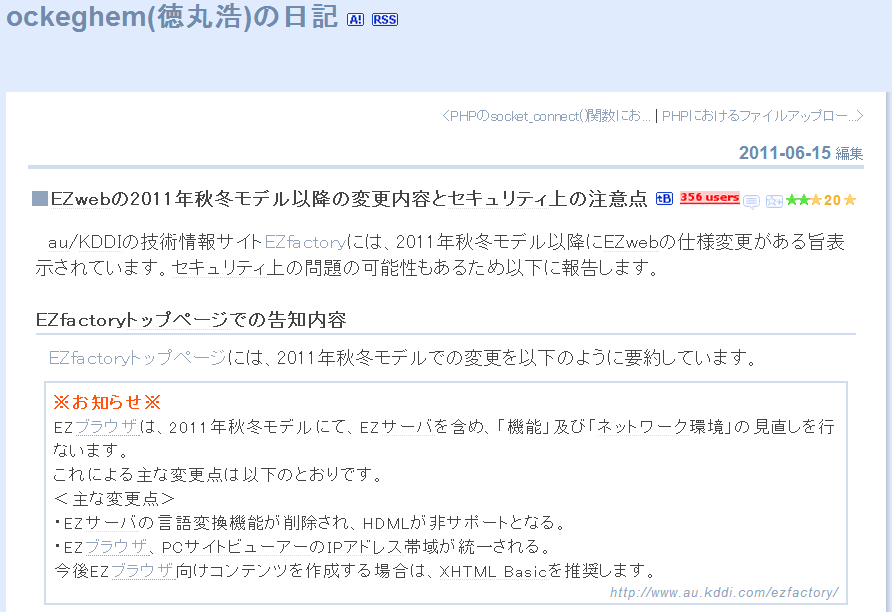 ockeghem(徳丸浩)の日記 A! RSS
<PHPのsocket_connect()関数にお... | PHPにおけるファイルアップロー...>
2011-06-15 編集
■EZwebの2011年秋冬モデル以降の変更内容とセキュリティ上の注意点 tB 356 users ★★★20★
au/KDDIの技術情報サイトEZfactoryには、2011年秋冬モデル以降にEZwebの仕様変更がある旨表
示されています。セキュリティ上の問題の可能性もあるため以下に報告します。
EZfactoryトップページでの告知内容
EZfactoryトップページには、2011年秋冬モデルでの変更を以下のように要約しています。
※お知らせ※
EZブラウザは、2011年秋冬モデルにて、EZサーバを含め、「機能」及び「ネットワーク環境」の見直しを行
ないます。
これによる主な変更点は以下のとおりです。
＜主な変更点＞
・EZサーバの言語変換機能が削除され、HDMLが非サポートとなる。
・EZブラウザ、PCサイトビューアーのIPアドレス帯域が統一される。
今後EZブラウザ向けコンテンツを作成する場合は、XHTML Basicを推奨します。
http://www.au.kddi.com/ezfactory/